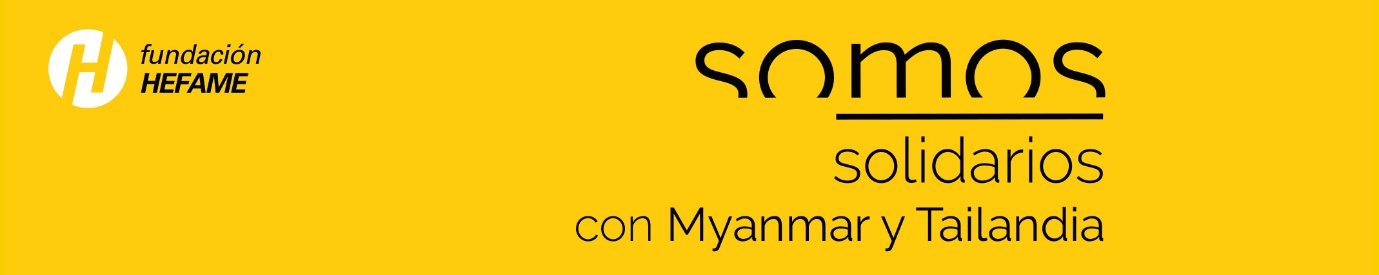 fundación
HEFAME
somos
solidarios
con Myanmar y Tailandia